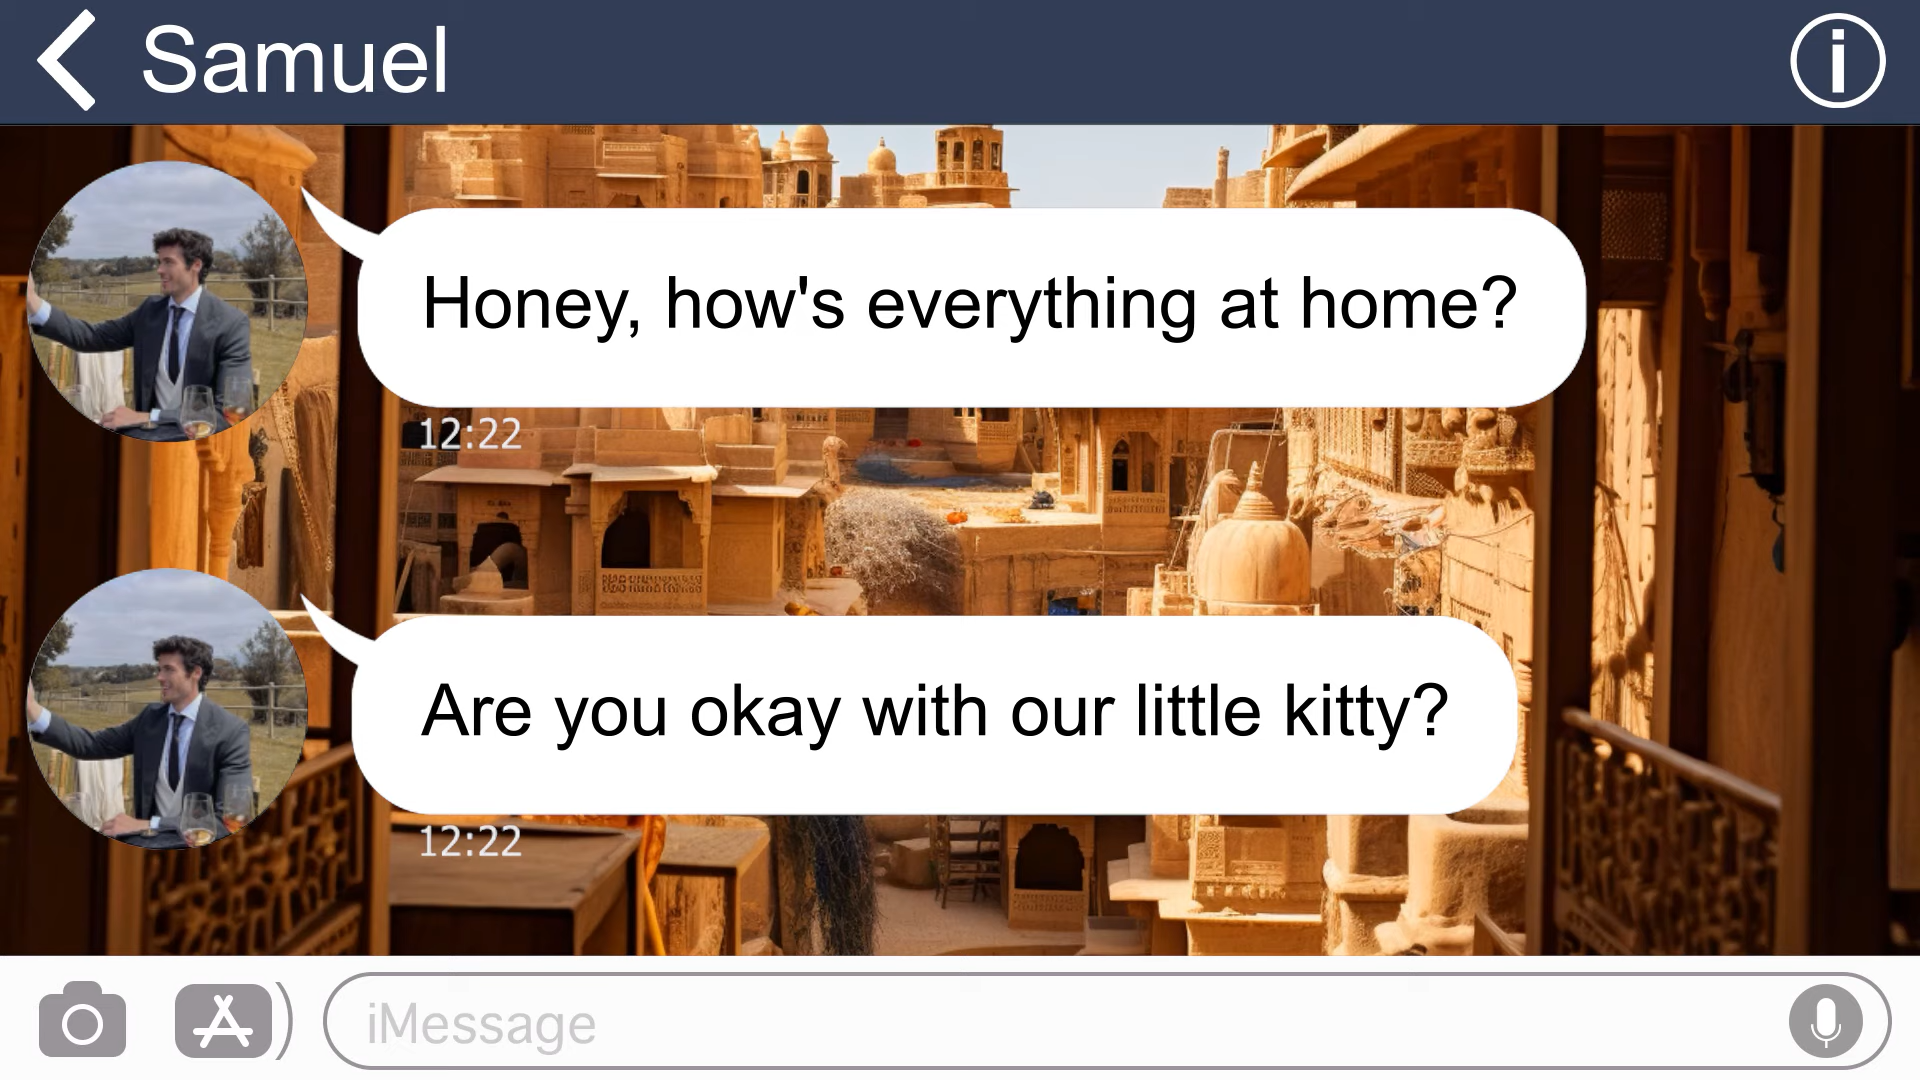 Samuel
Honey, how's everything at home?
12:22
Are you okay with our little kitty?
12:22
iMessage